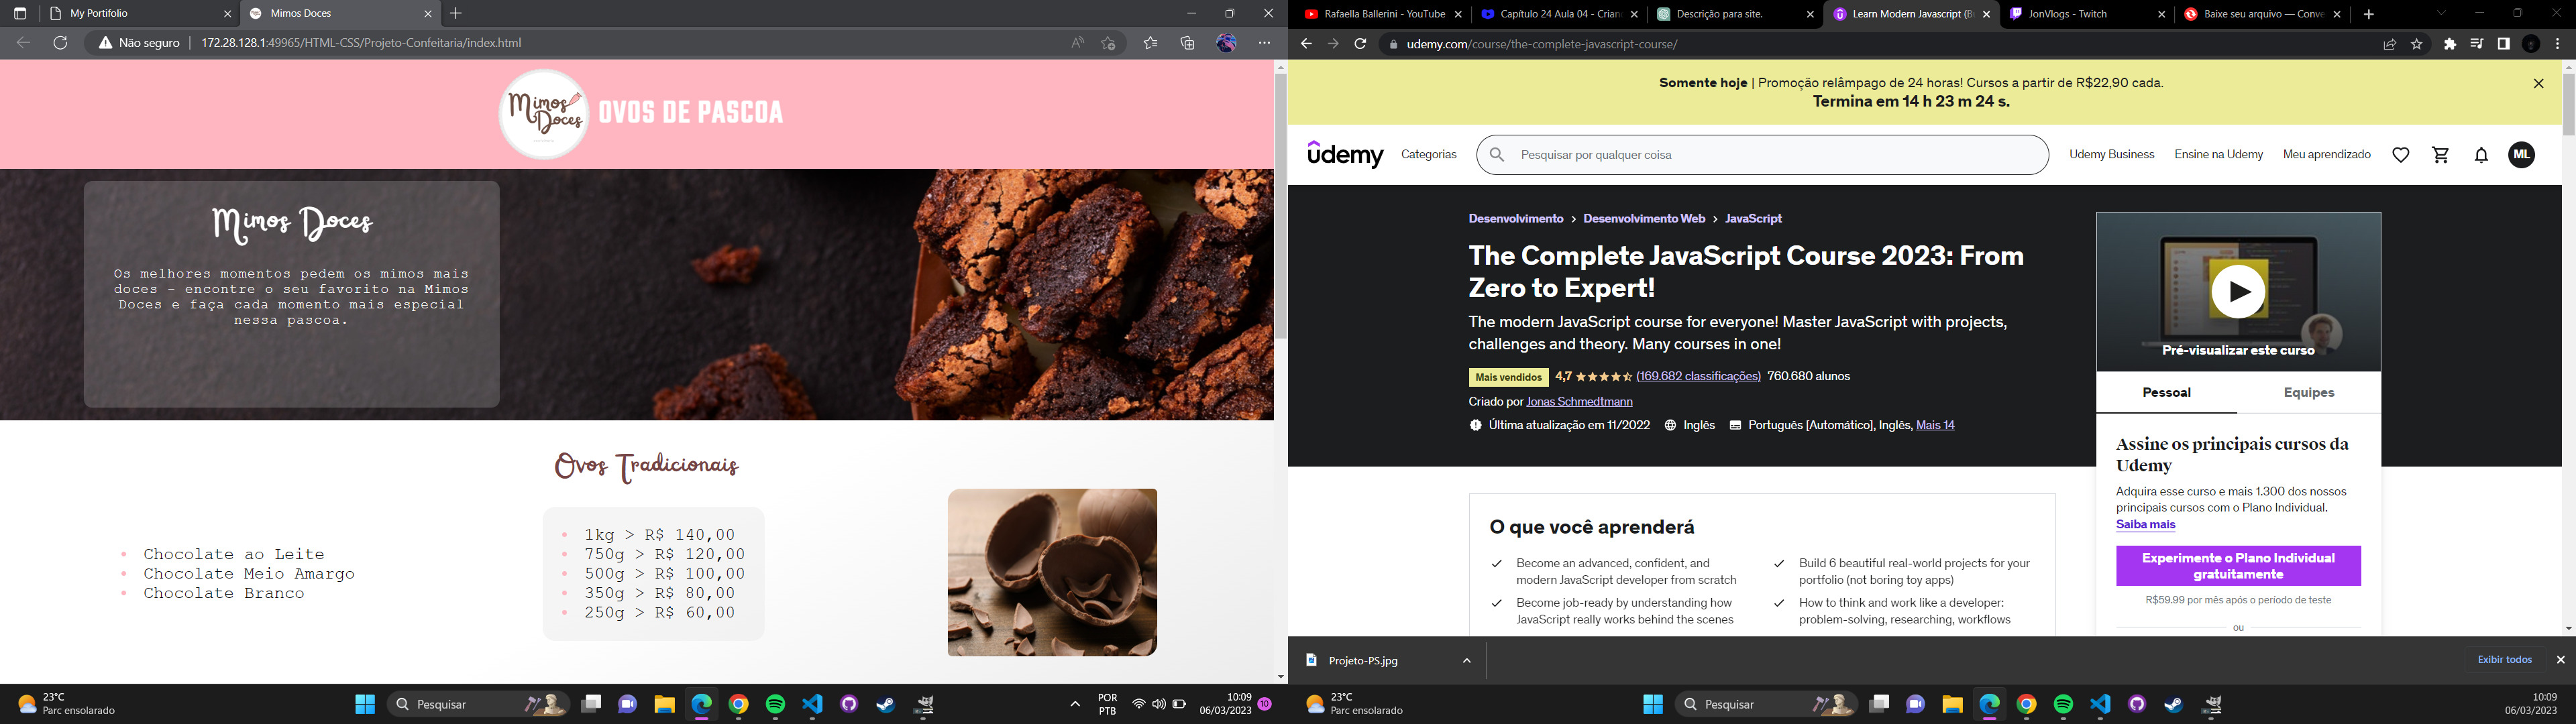 My Portifolio
Mimos Doces
Não seguro
172.28.128.1:49965/HTML-CSS/Projeto-Confeitaria/index.html
Mimos
Doces
OVOS DE PASCOA
Mimos Doces
Os melhores momentos pedem os mimos mais
doces - encontre o seu favorito na Mimos
Doces e faça cada momento mais especial
nessa pascoa.
Ovos Tradicionais
Chocolate ao Leite
Chocolate Meio Amargo
Chocolate Branco
1kg > R$ 140,00
750g > R$ 120,00
500g > R$ 100,00
350g > R$ 80,00
250g > R$ 60,00
23°C
Parc ensolarado
Pesquisar
POR
PTB
10:09
06/03/2023
10
Rafaella Ballerini - YouTube
Capítulo 24 Aula 04 - Crian
Descrição para site.
Learn Modern Javascript (Bu
JonVlogs - Twitch
Baixe seu arquivo — Conve
udemy.com/course/the-complete-javascript-course/
Somente hoje | Promoção relâmpago de 24 horas! Cursos a partir de R$22,90 cada.
Termina em 14 h 23 m 24 s.
udemy
Categorias
Pesquisar por qualquer coisa
Udemy Business
Ensine na Udemy
Meu aprendizado
ML
Desenvolvimento > Desenvolvimento Web > JavaScript
The Complete JavaScript Course 2023: From
Zero to Expert!
The modern JavaScript course for everyone! Master JavaScript with projects,
challenges and theory. Many courses in one!
Mais vendidos 4,7 (169.682 classificações) 760.680 alunos
Criado por Jonas Schmedtmann
Última atualização em 11/2022 Inglês Português [Automático], Inglês, Mais 14
Pré-visualizar este curso
Pessoal
Equipes
Assine os principais cursos da
Udemy
Adquira esse curso e mais 1.300 dos nossos
principais cursos com o Plano Individual.
Saiba mais
Experimente o Plano Individual
gratuitamente
R$59.99 por mês após o período de teste
ou
O que você aprenderá
Become an advanced, confident, and
modern JavaScript developer from scratch
Become job-ready by understanding how
JavaScript really works behind the scenes
Build 6 beautiful real-world projects for your
portfolio (not boring toy apps)
How to think and work like a developer:
problem-solving, researching, workflows
Projeto-PS.jpg
Exibir todos
23°C
Parc ensolarado
Pesquisar
10:09
06/03/2023